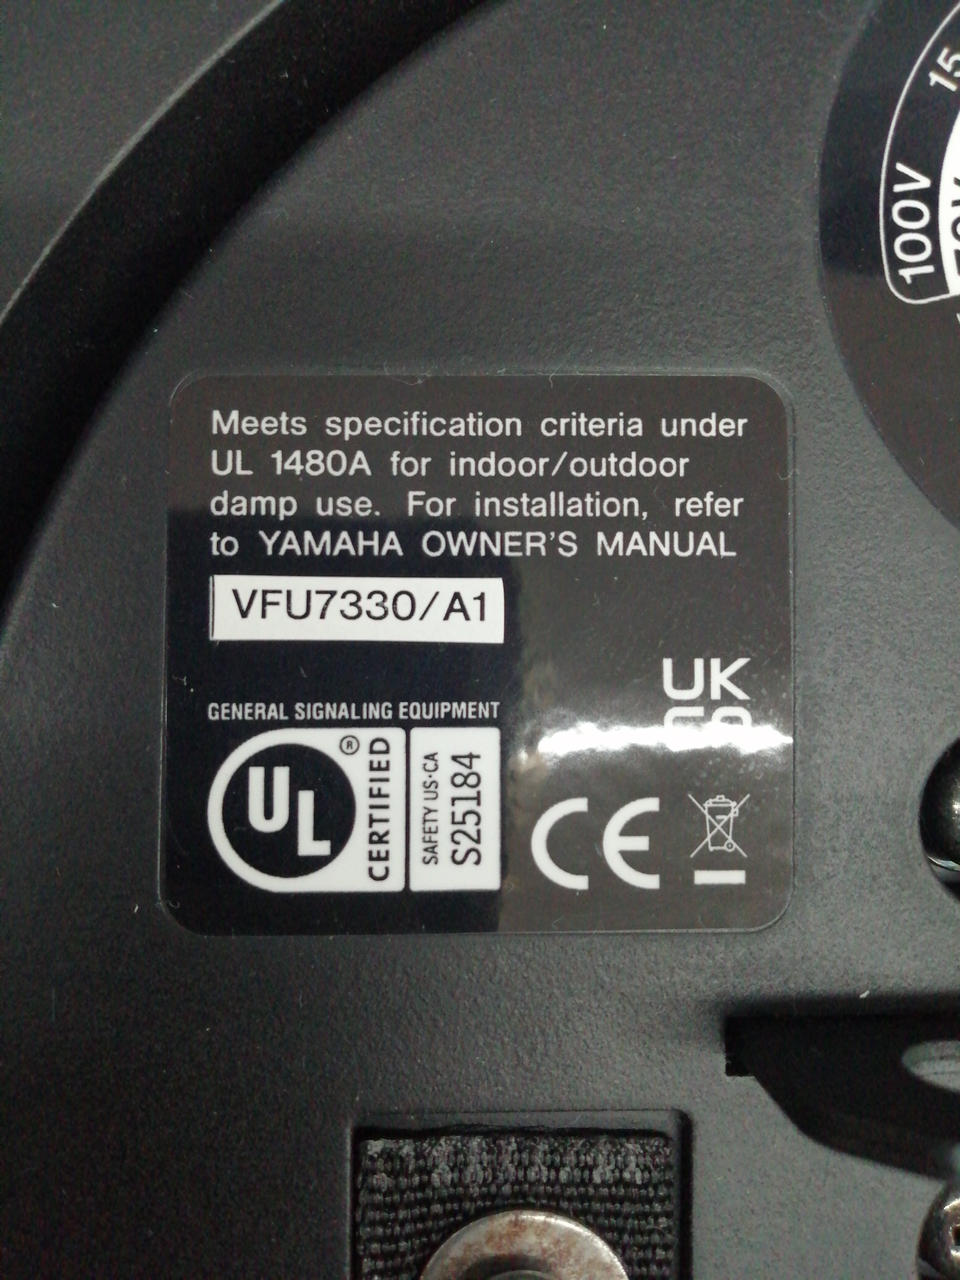 15
100V
Meets specification criteria under
UL 1480A for indoor/outdoor
damp use. For installation, refer
to YAMAHA OWNER'S MANUAL
VFU7330/A1
UK
GENERAL SIGNALING EQUIPMENT
UL ® CERTIFIED
SAFETY US·CA
S25184
CE